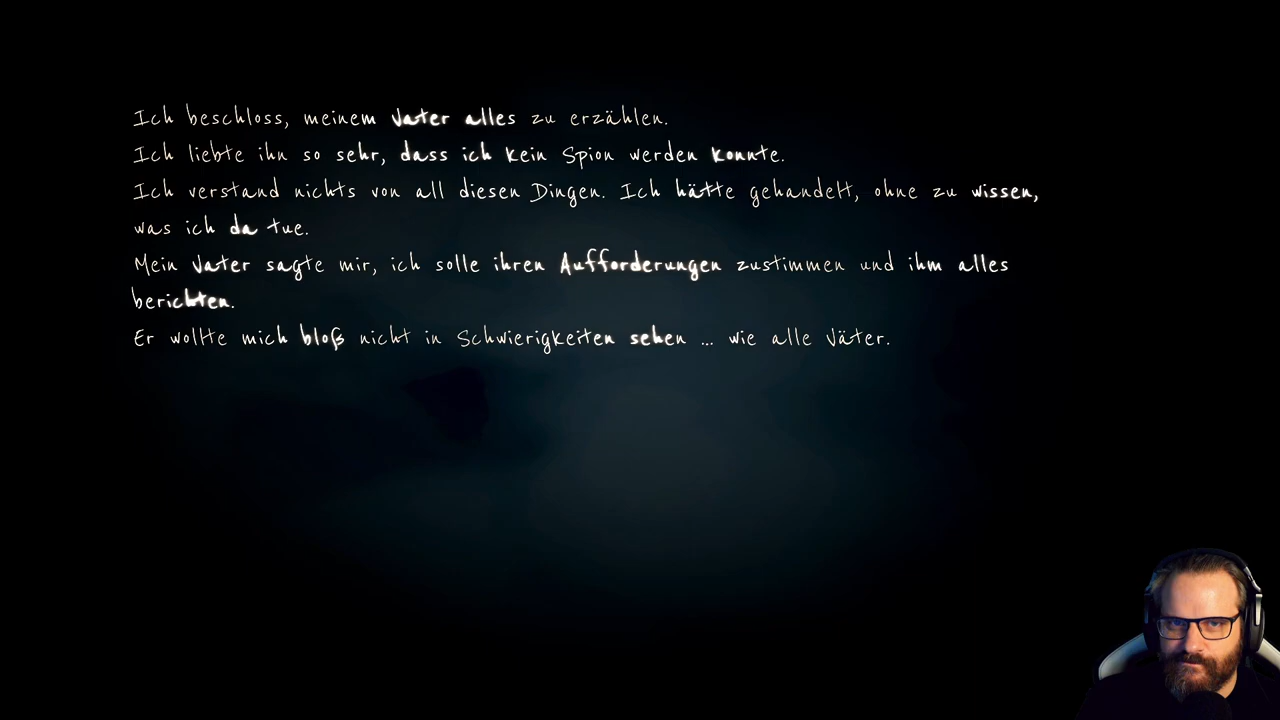 Ich beschloss, meinem Vater alles zu erzählen.
Ich liebte ihn so sehr, dass ich kein Spion werden konnte.
Ich verstand nichts von all diesen Dingen. Ich hätte gehandelt, ohne zu wissen,
was ich da tue.
Mein Vater sagte mir, ich solle ihren Aufforderungen zustimmen und ihm alles
berichten.
Er wollte mich bloß nicht in Schwierigkeiten sehen ... wie alle Väter.